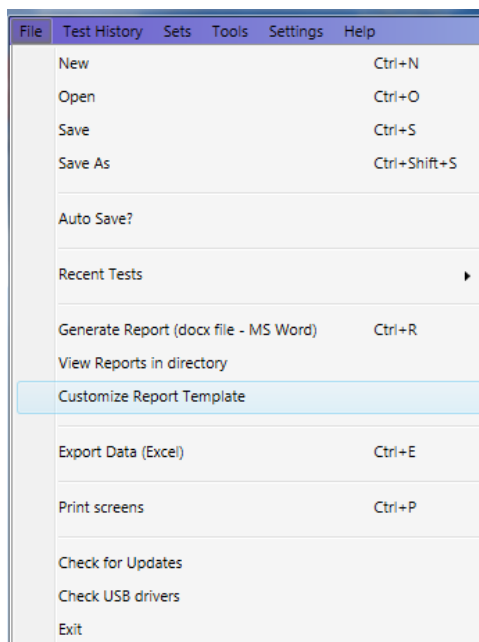 File Test History Sets Tools Settings Help
New Ctrl+N
Open Ctrl+O
Save Ctrl+S
Save As Ctrl+Shift+S
Auto Save?
Recent Tests
Generate Report (docx file - MS Word) Ctrl+R
View Reports in directory
Customize Report Template
Export Data (Excel) Ctrl+E
Print screens Ctrl+P
Check for Updates
Check USB drivers
Exit